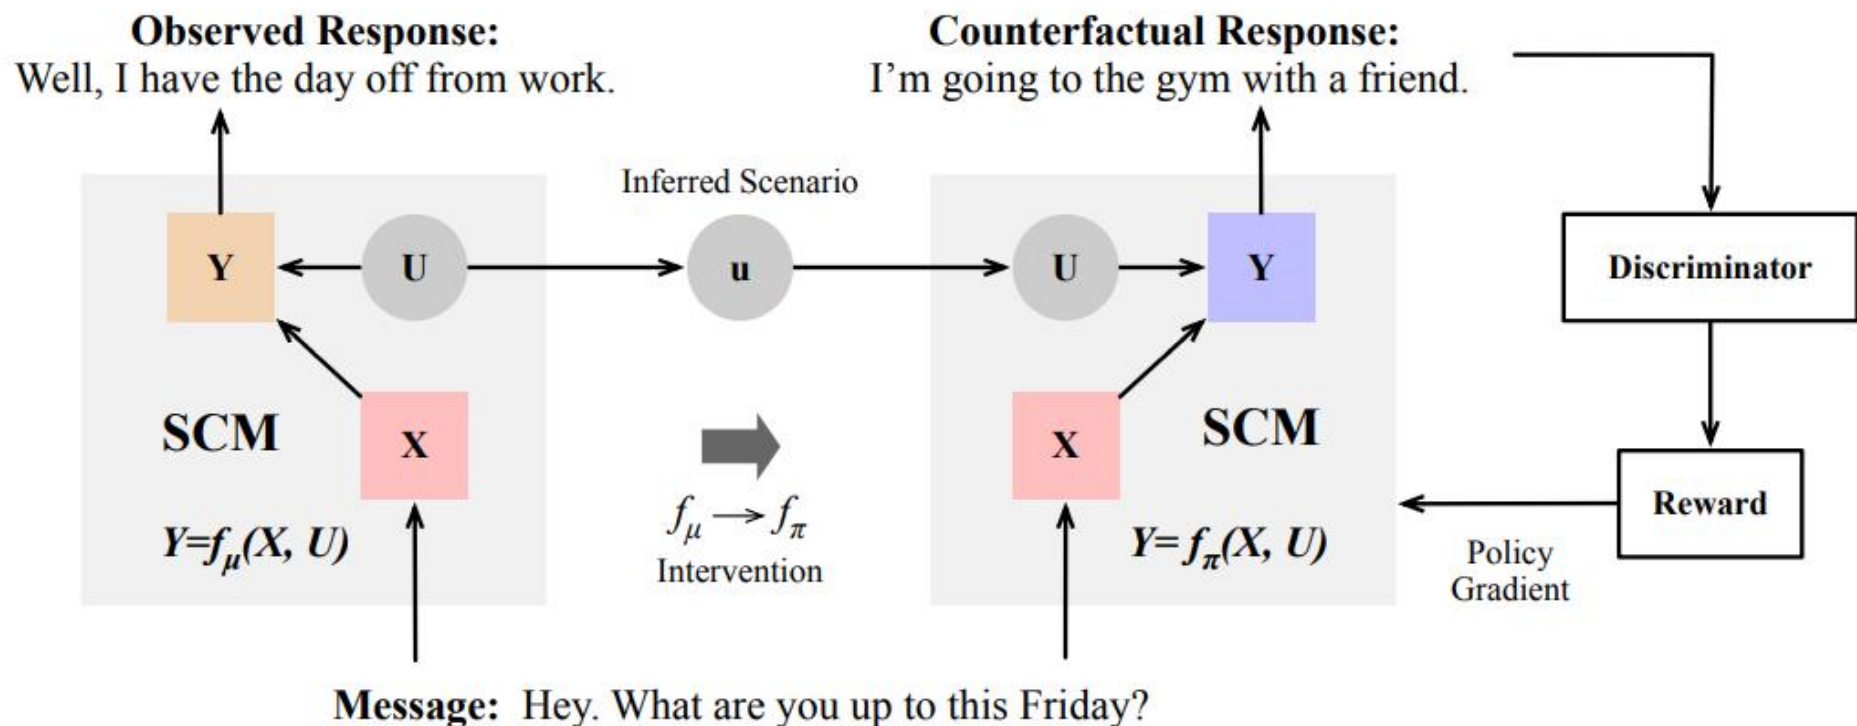 Observed Response:
Well, I have the day off from work.
Counterfactual Response:
I'm going to the gym with a friend.
Inferred Scenario
Y
U
u
U
Y
Discriminator
SCM
X
X
SCM
Y=fμ(X, U)
fμ → fπ
Intervention
Y=fπ(X, U)
Reward
Policy
Gradient
Message: Hey. What are you up to this Friday?